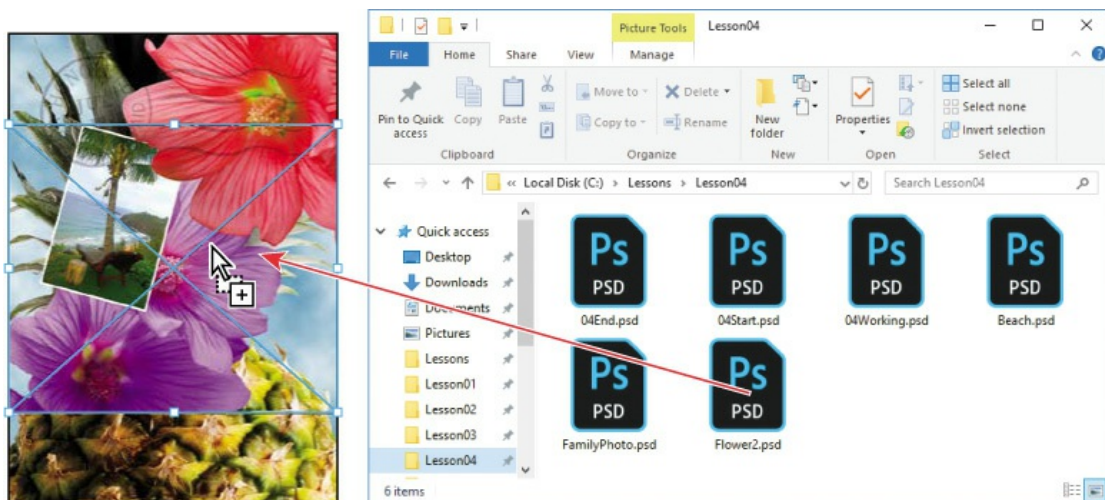 Picture Tools Lesson04
File Home Share View Manage
Pin to Quick access
Copy
Paste
Move to
Copy to
Delete
Rename
New folder
Properties
Open
Select all
Select none
Invert selection
Clipboard Organize New Open Select
« Local Disk (C:) > Lessons > Lesson04
Search Lesson04
Quick access
Desktop
Downloads
Documents
Pictures
Lessons
Lesson01
Lesson02
Lesson03
Lesson04
Ps PSD
04End.psd
Ps PSD
04Start.psd
Ps PSD
04Working.psd
Ps PSD
Beach.psd
Ps PSD
FamilyPhoto.psd
Ps PSD
Flower2.psd
6 items